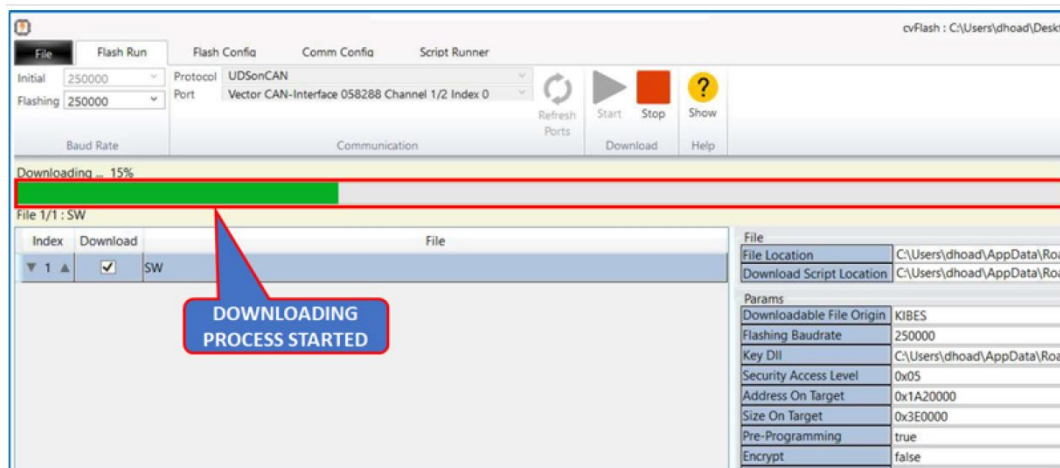 cvFlash : C:\Users\dhoad\Deskt
File Flash Run Flash Config Comm Config Script Runner
Initial 250000 Protocol UDSonCAN
Flashing 250000 Port Vector CAN-Interface 058288 Channel 1/2 Index 0
Refresh Ports Start Stop Show
Baud Rate Communication Download Help
Downloading ... 15%
File 1/1 : SW
Index Download File
1 SW
DOWNLOADING
PROCESS STARTED
File
File Location C:\Users\dhoad\AppData\Roa
Download Script Location C:\Users\dhoad\AppData\Roa
Params
Downloadable File Origin KIBES
Flashing Baudrate 250000
Key Dll C:\Users\dhoad\AppData\Roa
Security Access Level 0x05
Address On Target 0x1A20000
Size On Target 0x3E0000
Pre-Programming true
Encrypt false